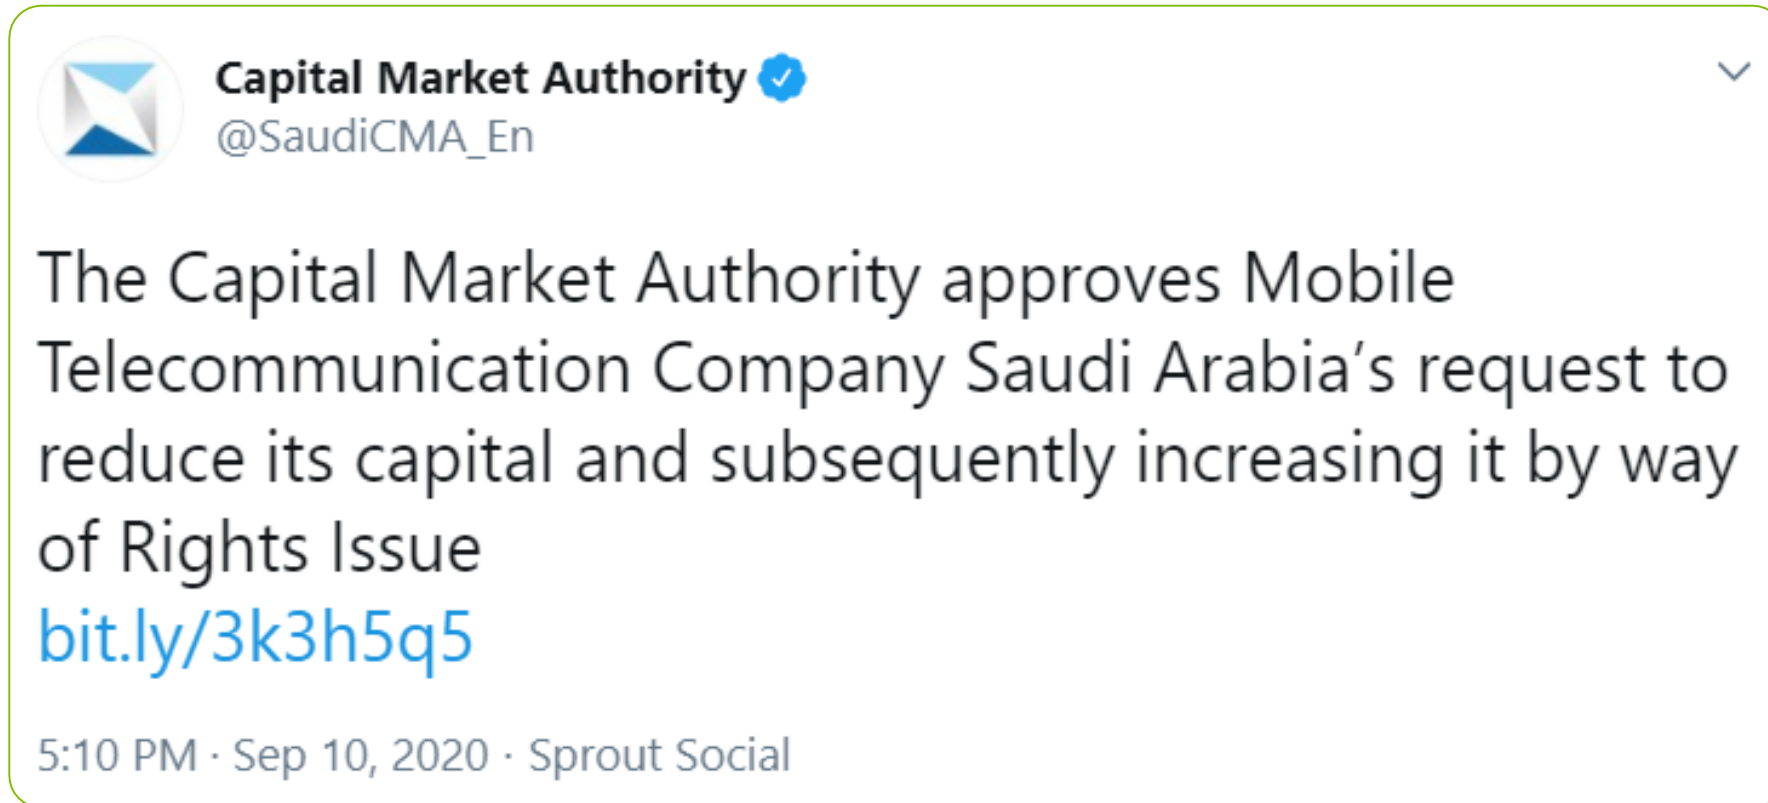 Capital Market Authority
@SaudiCMA_En
The Capital Market Authority approves Mobile
Telecommunication Company Saudi Arabia’s request to
reduce its capital and subsequently increasing it by way
of Rights Issue
bit.ly/3k3h5q5
5:10 PM · Sep 10, 2020 · Sprout Social